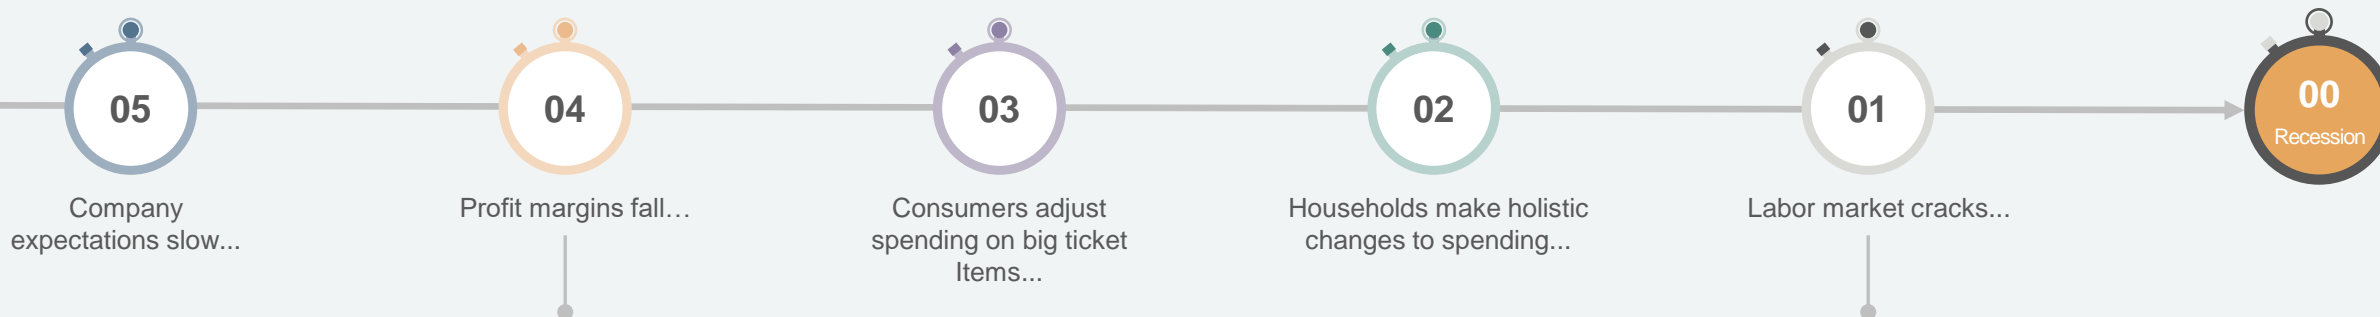 05
Company
expectations slow...
04
Profit margins fall…
03
Consumers adjust
spending on big ticket
Items...
02
Households make holistic
changes to spending...
01
Labor market cracks...
00
Recession